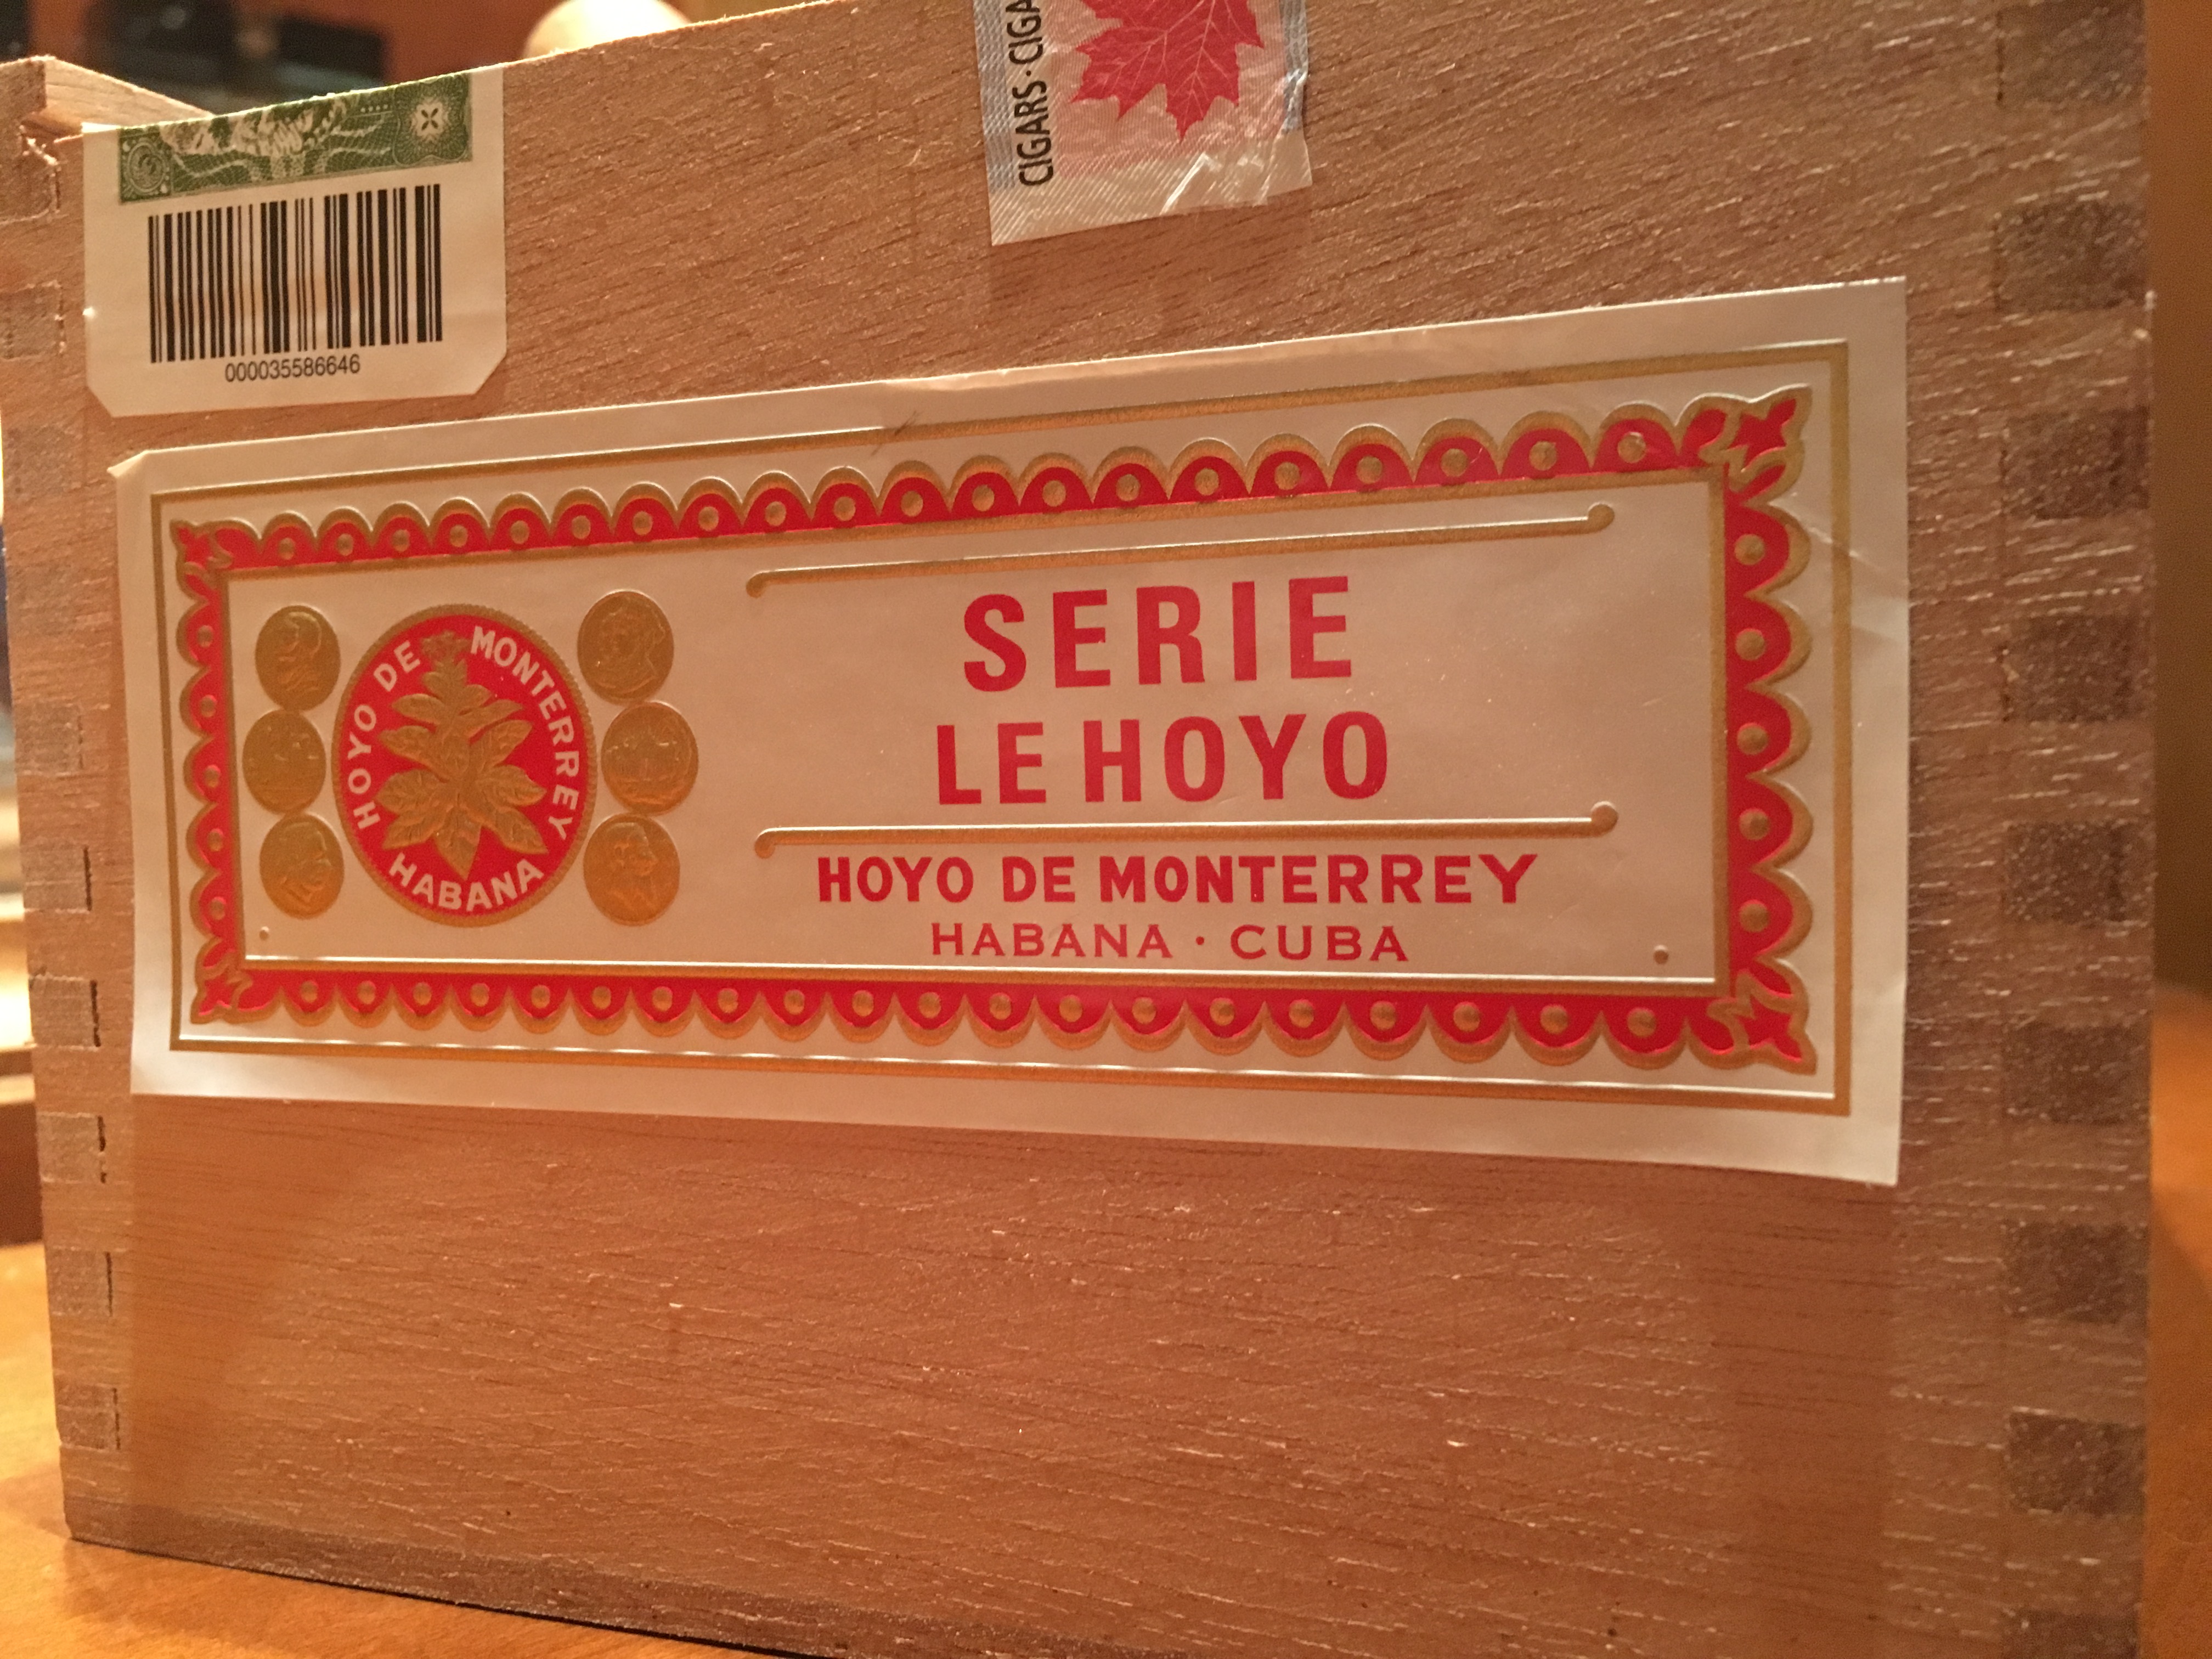 CIGARS · CIGA
000035586646
HOYO DE MONTERREY
HABANA
SERIE
LE HOYO
HOYO DE MONTERREY
HABANA · CUBA